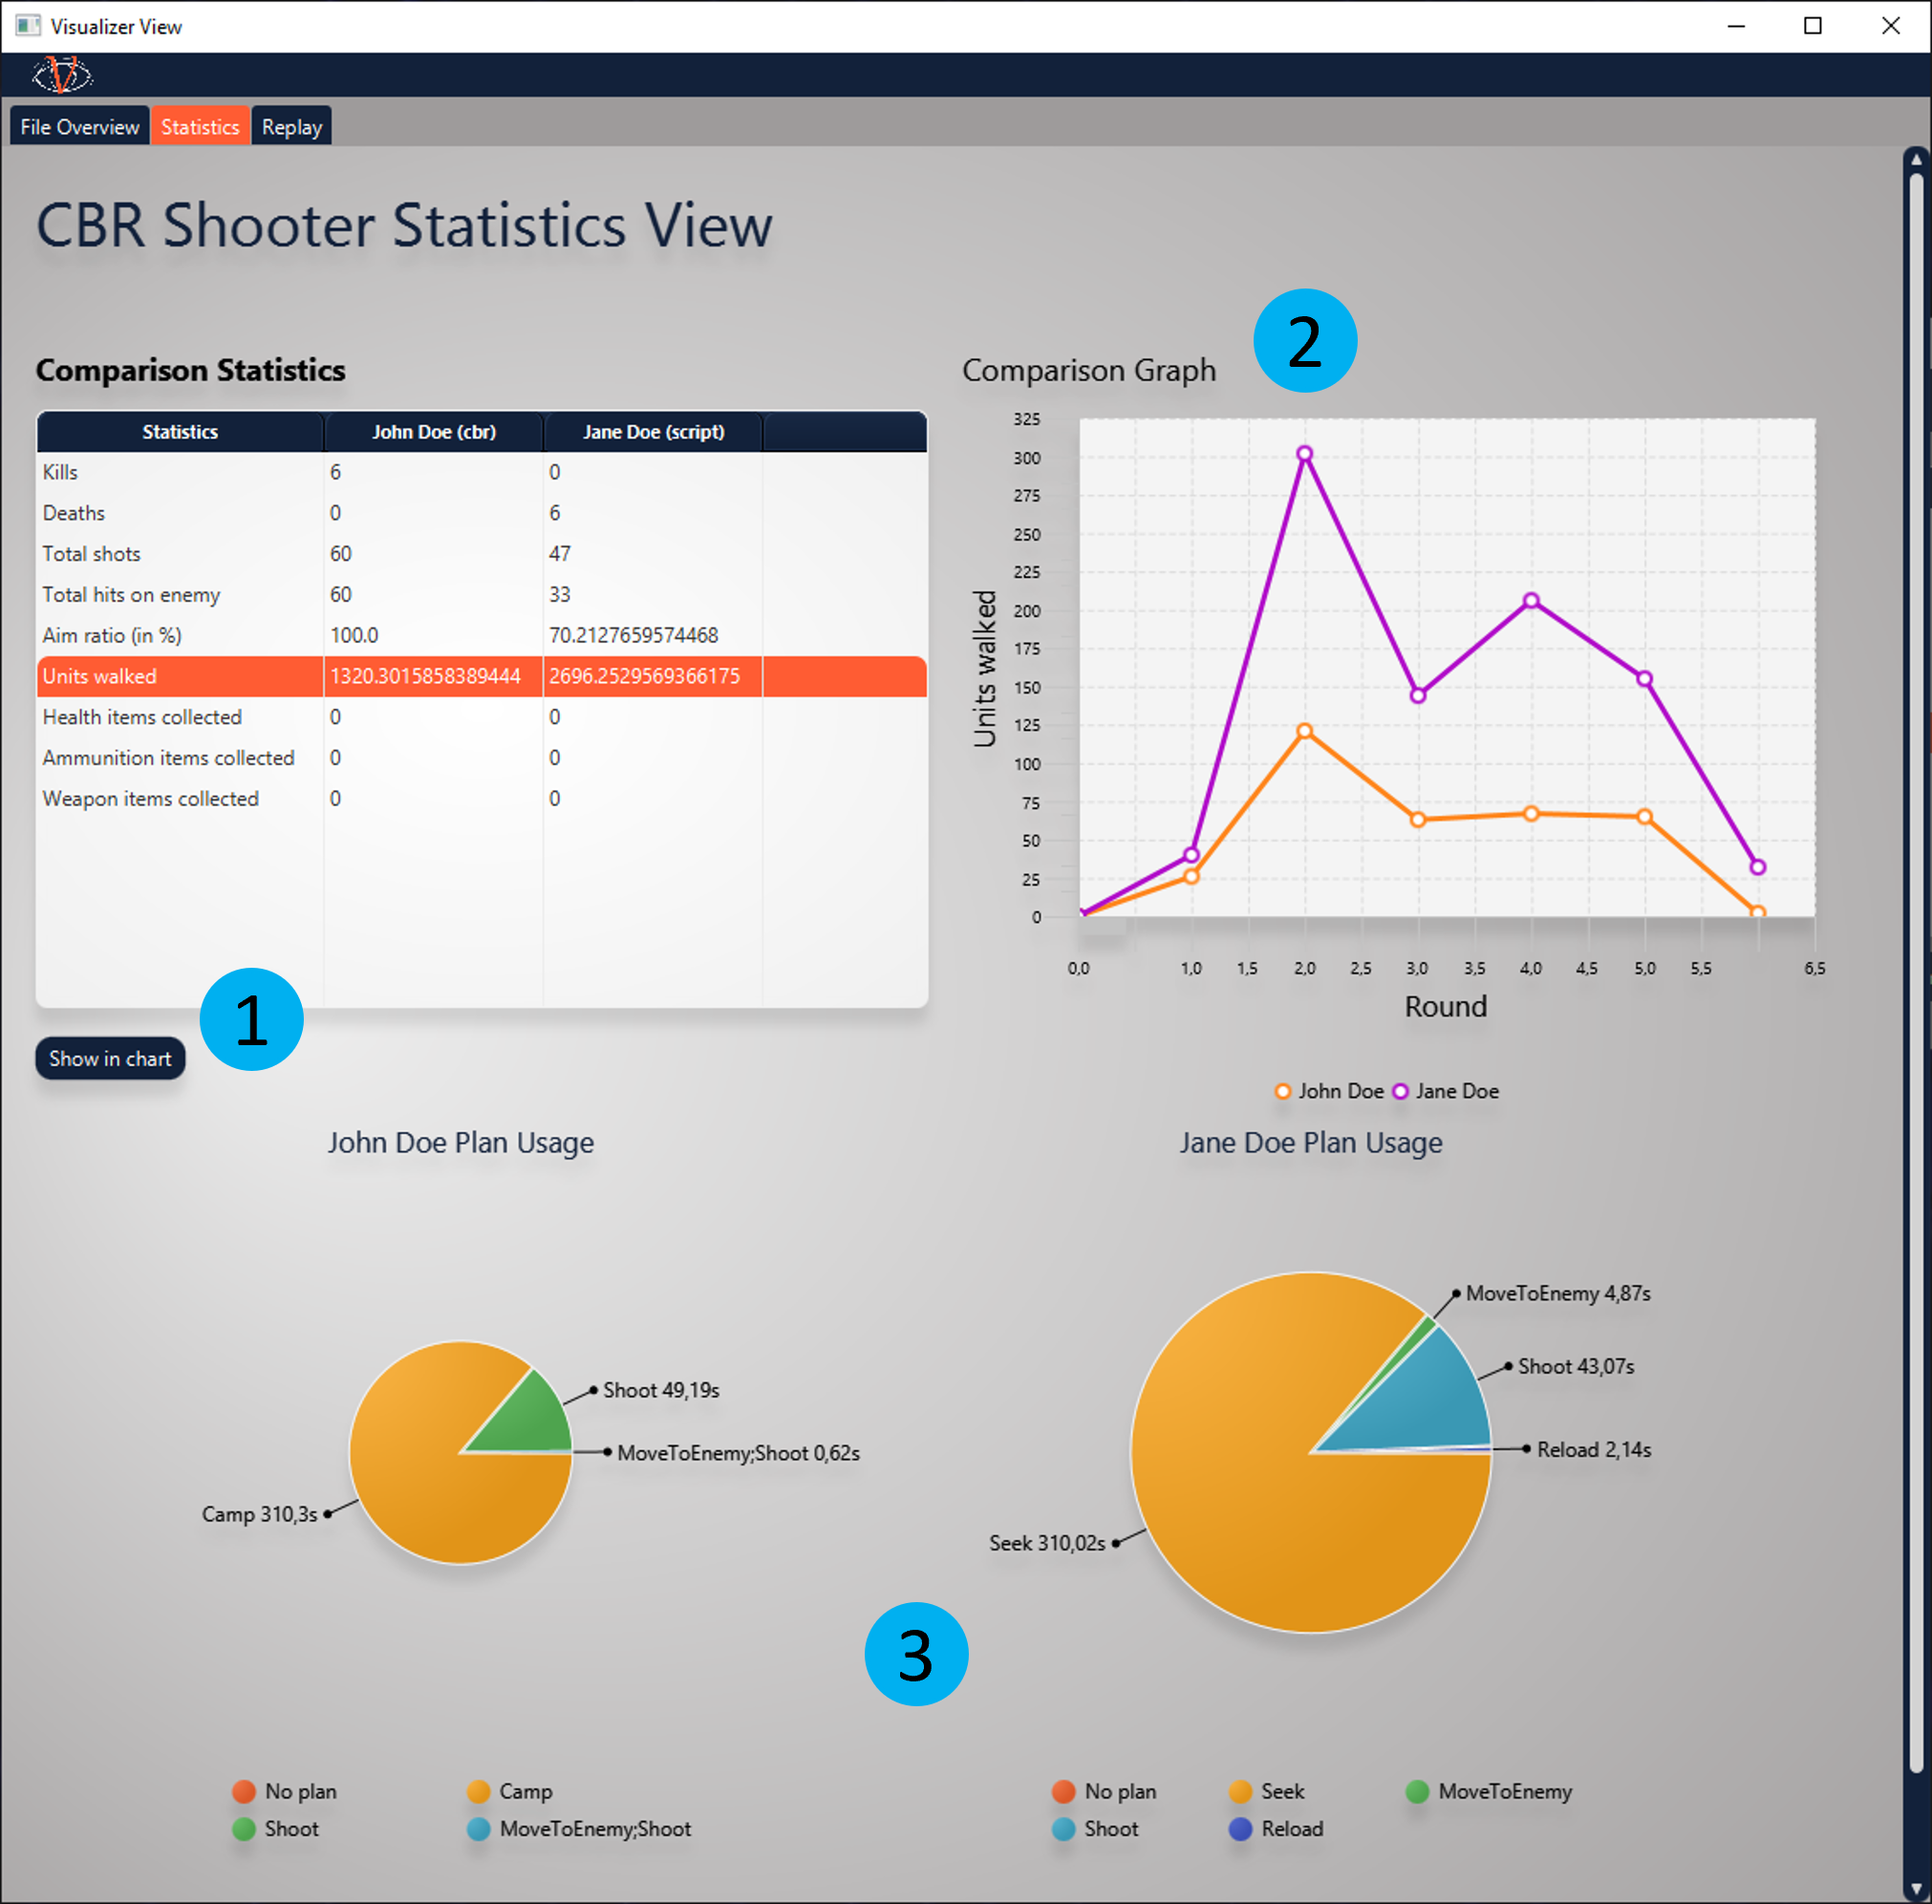 Visualizer View
V
File Overview Statistics Replay
CBR Shooter Statistics View
Comparison Statistics
Statistics John Doe (cbr) Jane Doe (script)
Kills 6 0
Deaths 0 6
Total shots 60 47
Total hits on enemy 60 33
Aim ratio (in %) 100.0 70.2127659574468
Units walked 1320.3015858389444 2696.2529569366175
Health items collected 0 0
Ammunition items collected 0 0
Weapon items collected 0 0
1
Show in chart
Comparison Graph
2
Units walked
325
300
275
250
225
200
175
150
125
100
75
50
25
0
0,0 1,0 1,5 2,0 2,5 3,0 3,5 4,0 4,5 5,0 5,5 6,5
Round
John Doe Jane Doe
John Doe Plan Usage
Shoot 49,19s
MoveToEnemy;Shoot 0,62s
Camp 310,3s
No plan Camp
Shoot MoveToEnemy;Shoot
3
Jane Doe Plan Usage
MoveToEnemy 4,87s
Shoot 43,07s
Reload 2,14s
Seek 310,02s
No plan Seek MoveToEnemy
Shoot Reload